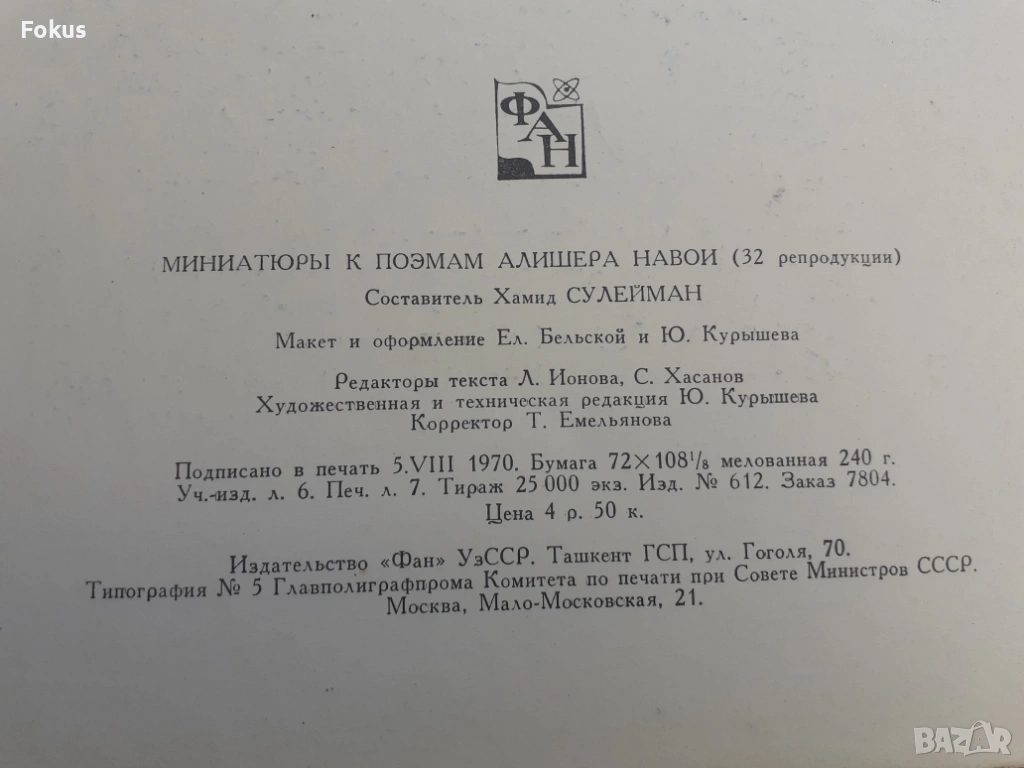 Fokus
ФАН
МИНИАТЮРЫ К ПОЭМАМ АЛИШЕРА НАВОИ (32 репродукции)
Составитель Хамид СУЛЕЙМАН
Макет и оформление Ел. Бельской и Ю. Курышева
Редакторы текста Л. Ионова, С. Хасанов
Художественная и техническая редакция Ю. Курышева
Корректор Т. Емельянова
Подписано в печать 5.VIII 1970. Бумага 72×108¹/₈ мелованная 240 г.
Уч.-изд. л. 6. Печ. л. 7. Тираж 25 000 экз. Изд. № 612. Заказ 7804.
Цена 4 р. 50 к.
Издательство «Фан» УзССР. Ташкент ГСП, ул. Гоголя, 70.
Типография № 5 Главполиграфпрома Комитета по печати при Совете Министров СССР.
Москва, Мало-Московская, 21.
BAZAR